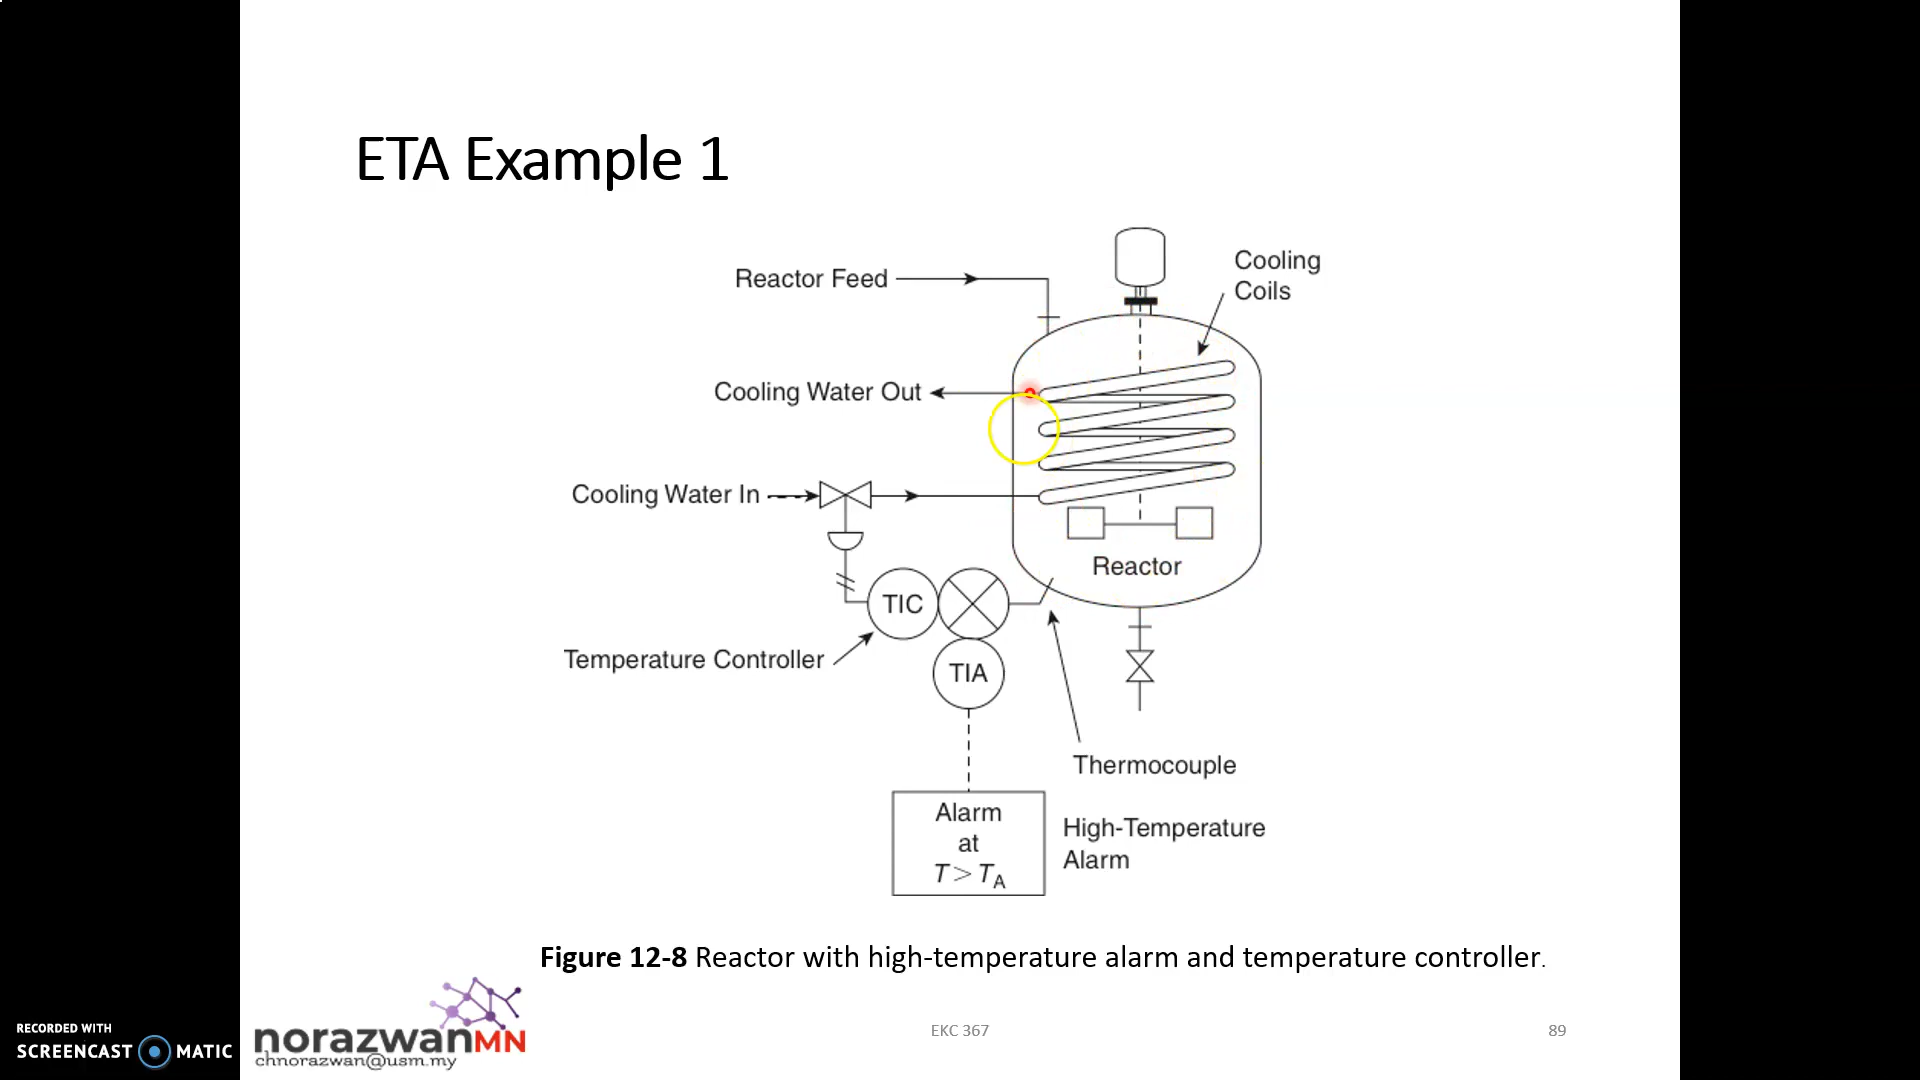 ETA Example 1
Reactor Feed
Cooling
Coils
Cooling Water Out
Cooling Water In
Reactor
TIC
Temperature Controller
TIA
Thermocouple
Alarm
at
T > TA
High-Temperature
Alarm
Figure 12-8 Reactor with high-temperature alarm and temperature controller.
RECORDED WITH
SCREENCAST MATIC
norazwanMN
chnorazwan@usm.my
EKC 367
89